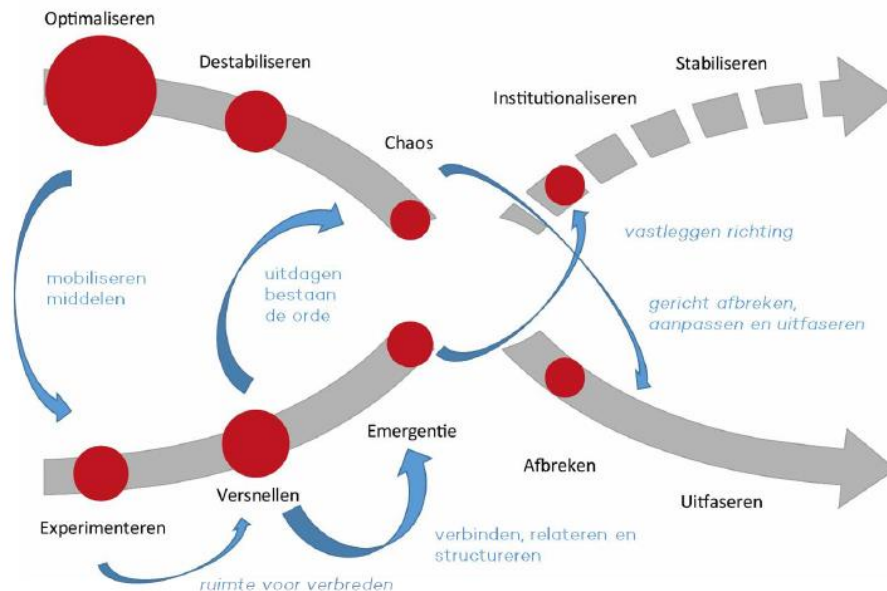 Optimaliseren
Destabiliseren
Stabiliseren
Institutionaliseren
Chaos
vastleggen richting
mobiliseren
middelen
uitdagen
bestaan
de orde
gericht afbreken,
aanpassen en uitfaseren
Emergentie
Afbreken
Versnellen
Uitfaseren
Experimenteren
verbinden, relateren en
structureren
ruimte voor verbreden